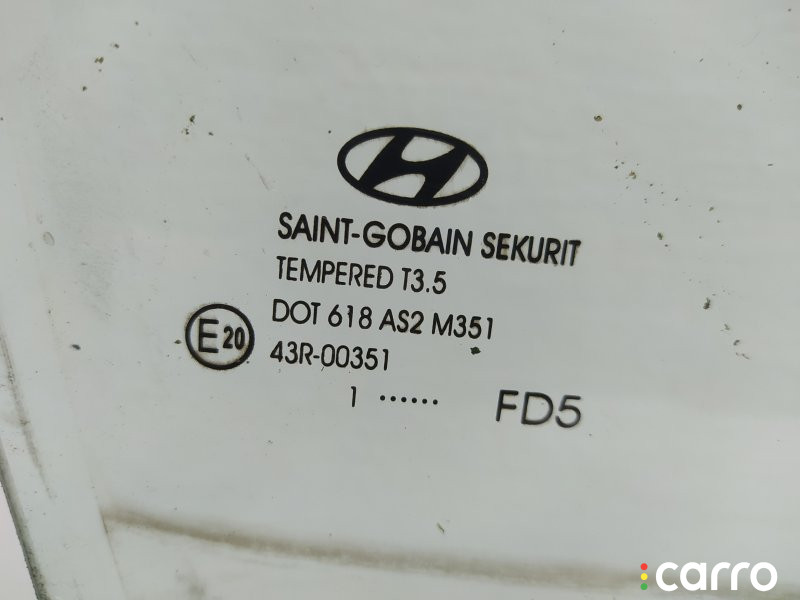 SAINT-GOBAIN SEKURIT
TEMPERED T3.5
DOT 618 AS2 M351
E20
43R-00351
1 ······
FD5
carro